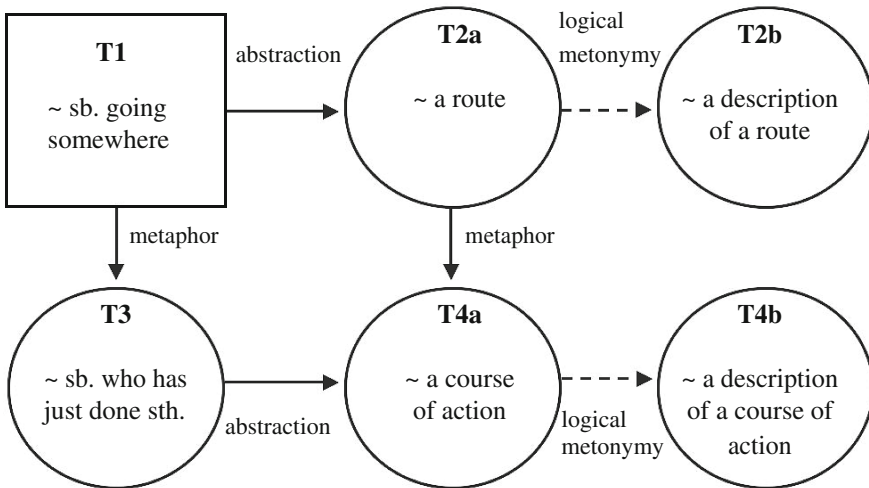 T1
~ sb. going
somewhere
abstraction
T2a
~ a route
logical
metonymy
T2b
~ a description
of a route
metaphor
metaphor
T3
~ sb. who has
just done sth.
abstraction
T4a
~ a course
of action
logical
metonymy
T4b
~ a description
of a course of
action